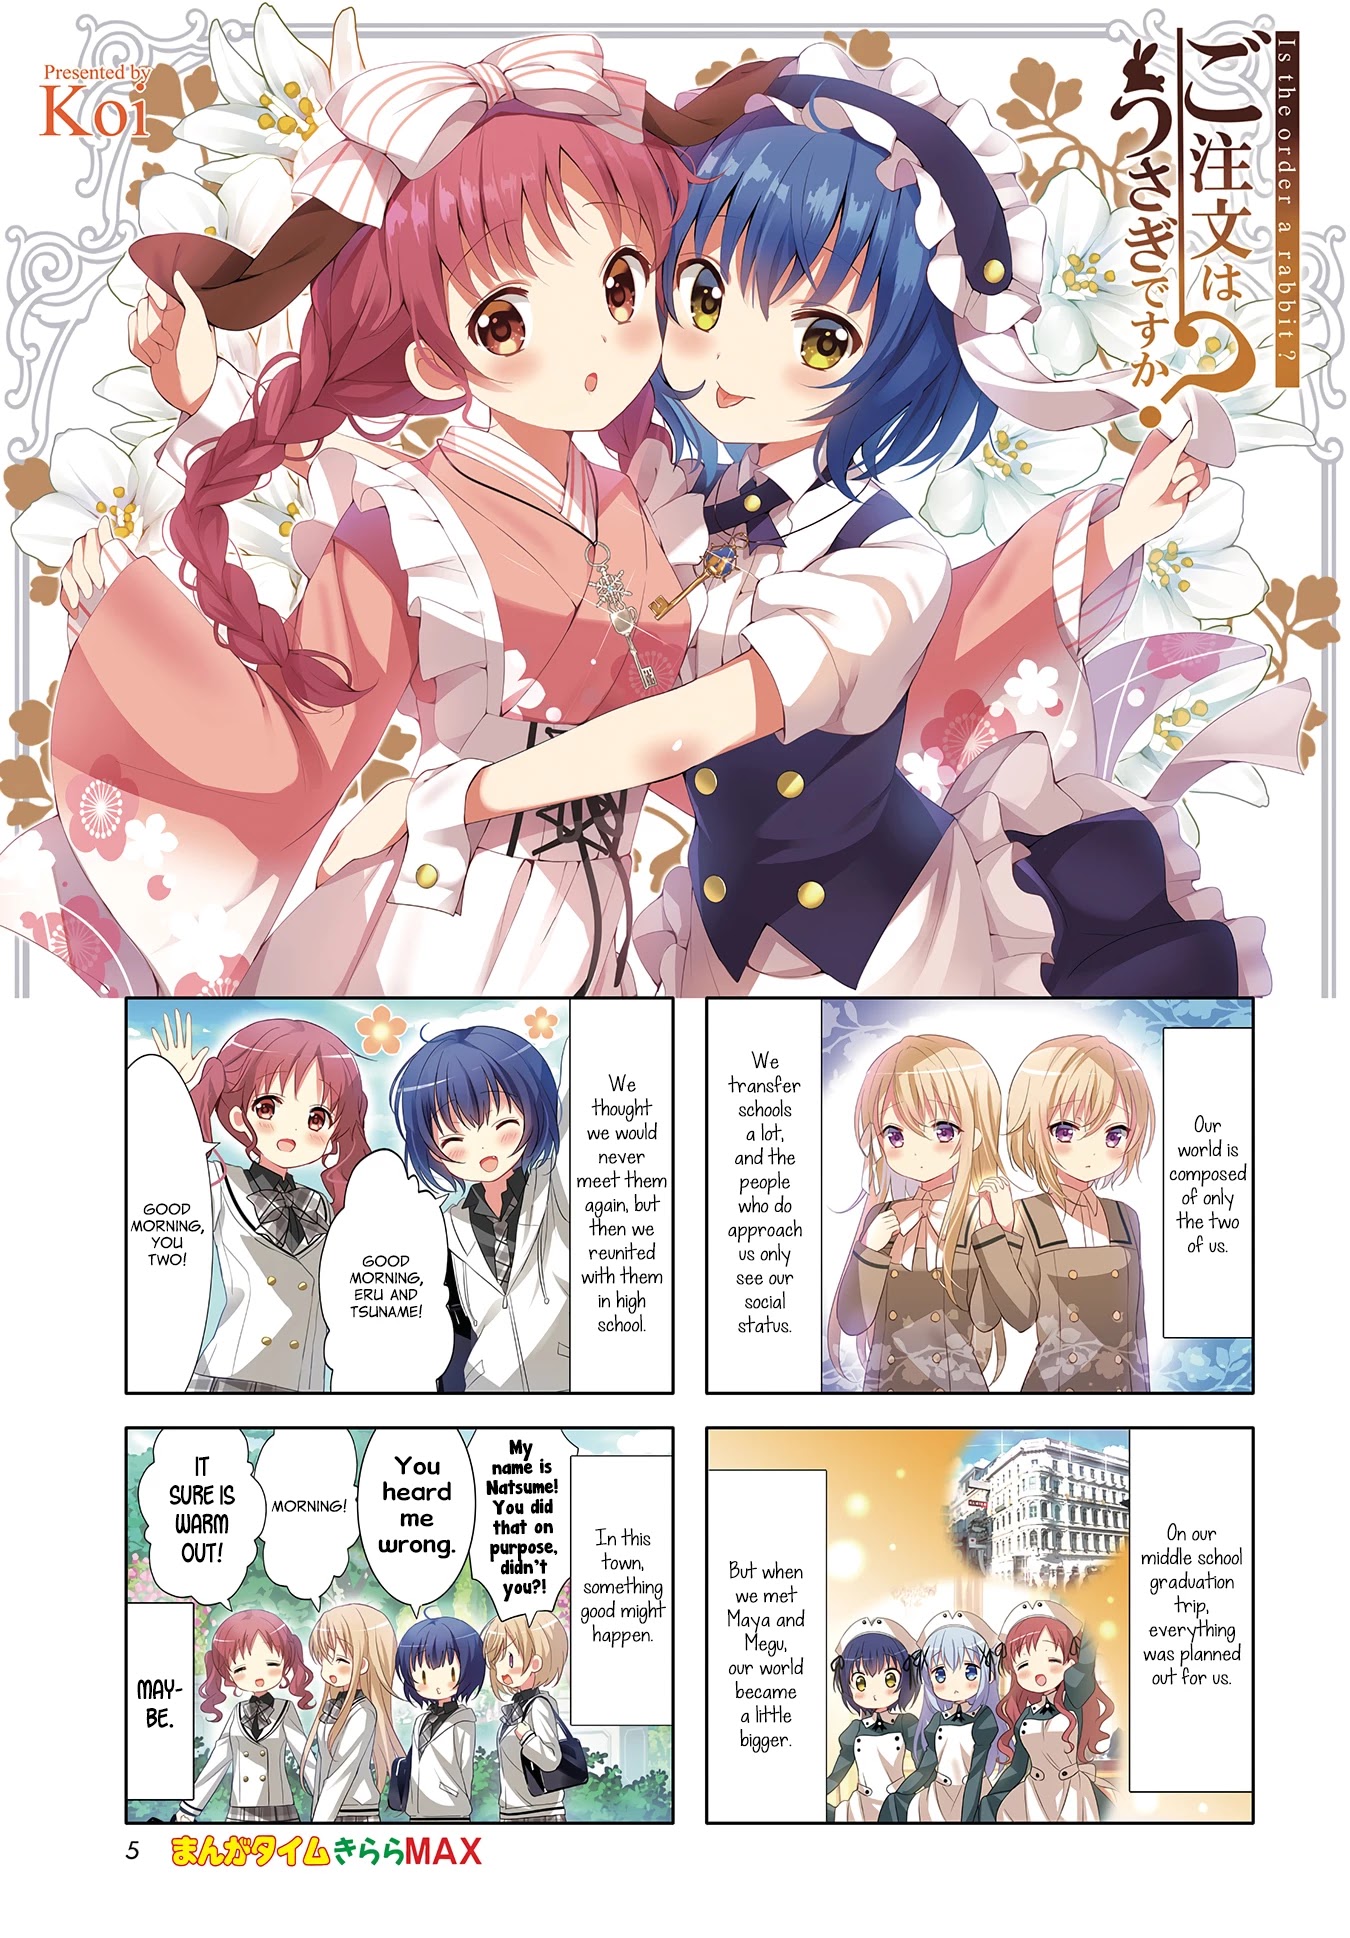 Presented by
Koi
Is the order a rabbit?
ご注文は
うさぎですか?
Our
world is
composed
of only
the two
of us.
We
transfer
schools
a lot,
and the
people
who do
approach
us only
see our
social
status.
On our
middle school
graduation
trip,
everything
was planned
out for us.
But when
we met
Maya and
Megu,
our world
became
a little
bigger.
We
thought
we would
never
meet them
again, but
then we
reunited
with them
in high
school.
GOOD
MORNING,
ERU AND
TSUNAME!
GOOD
MORNING,
YOU
TWO!
In this
town,
something
good might
happen.
My
name is
Natsume!
You did
that on
purpose,
didn't
you?!
You
heard
me
wrong.
MORNING!
IT
SURE IS
WARM
OUT!
MAY-
BE.
5
まんがタイムきららMAX